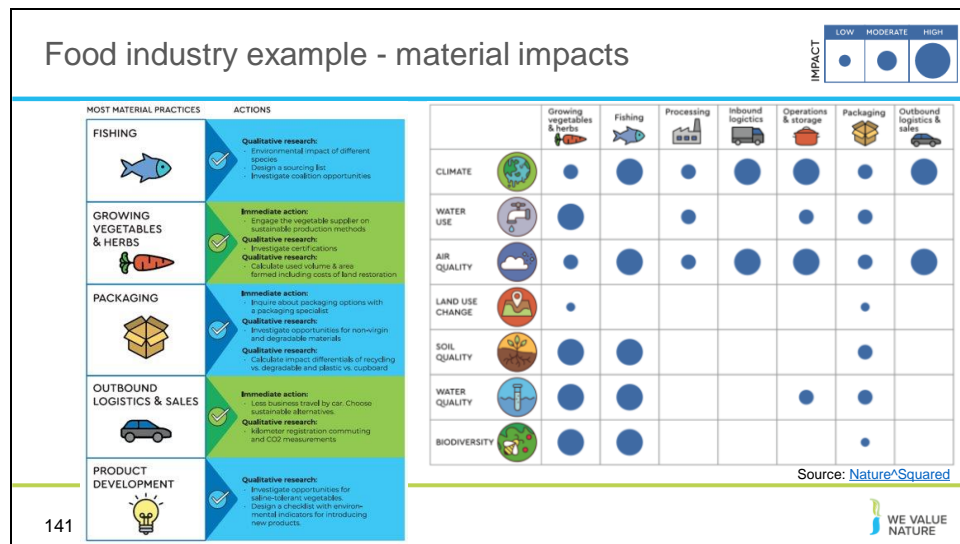 Food industry example - material impacts
IMPACT
LOW MODERATE HIGH
MOST MATERIAL PRACTICES ACTIONS
FISHING
Qualitative research:
- Environmental impact of different
species
- Design a sourcing list
- Investigate coalition opportunities
GROWING
VEGETABLES
& HERBS
Immediate action:
- Engage the vegetable supplier on
sustainable production methods
Qualitative research:
- Investigate certifications
Qualitative research:
- Calculate used volume & area
farmed including costs of land restoration
PACKAGING
Immediate action:
- Inquire about packaging options with
a packaging specialist
Qualitative research:
- Investigate opportunities for non-virgin
and degradable materials
Qualitative research:
- Calculate impact differentials of recycling
vs. degradable and plastic vs. cupboard
OUTBOUND
LOGISTICS & SALES
Immediate action:
- Less business travel by car. Choose
sustainable alternatives.
Qualitative research:
- kilometer registration commuting
and CO2 measurements
PRODUCT
DEVELOPMENT
Qualitative research:
- Investigate opportunities for
saline-tolerant vegetables.
- Design a checklist with environ-
mental indicators for introducing
new products.
Growing
vegetables
& herbs
Fishing
Processing
Inbound
logictics
Operations
& storage
Packaging
Outbound
logistics &
sales
CLIMATE
WATER
USE
AIR
QUALITY
LAND USE
CHANGE
SOIL
QUALITY
WATER
QUALITY
BIODIVERSITY
Source: Nature^Squared
141
WE VALUE
NATURE